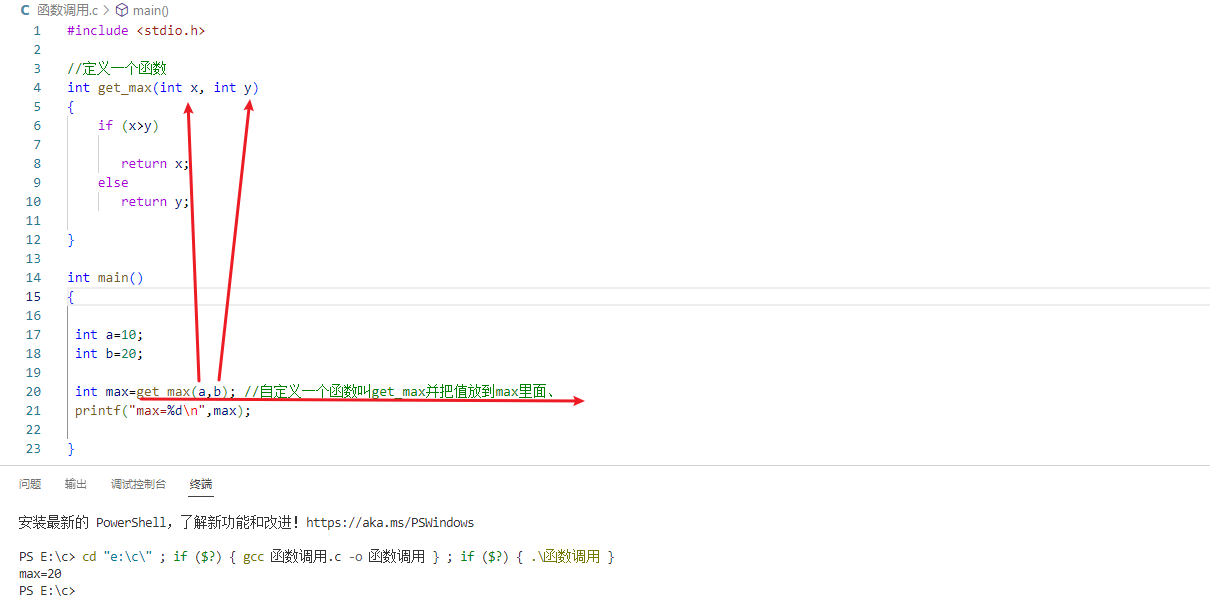 C 函数调用.c > main()
1 #include <stdio.h>
2
3 //定义一个函数
4 int get_max(int x, int y)
5 {
6 if (x>y)
7
8 return x;
9 else
10 return y;
11
12 }
13
14 int main()
15 {
16
17 int a=10;
18 int b=20;
19
20 int max=get_max(a,b); //自定义一个函数叫get_max并把值放到max里面、
21 printf("max=%d\n",max);
22
23 }
问题 输出 调试控制台 终端
安装最新的 PowerShell，了解新功能和改进！https://aka.ms/PSWindows
PS E:\c> cd "e:\c\" ; if ($?) { gcc 函数调用.c -o 函数调用 } ; if ($?) { .\函数调用 }
max=20
PS E:\c>